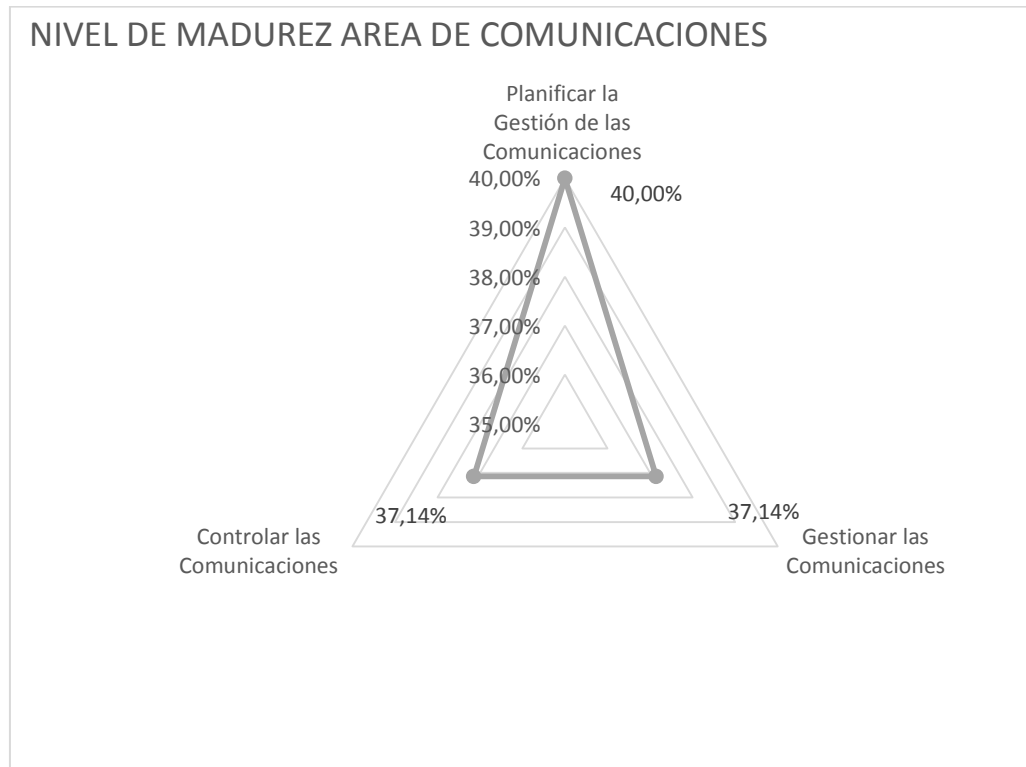 NIVEL DE MADUREZ AREA DE COMUNICACIONES
Planificar la
Gestión de las
Comunicaciones
40,00%
40,00%
39,00%
38,00%
37,00%
36,00%
35,00%
37,14%
37,14%
Controlar las
Comunicaciones
Gestionar las
Comunicaciones